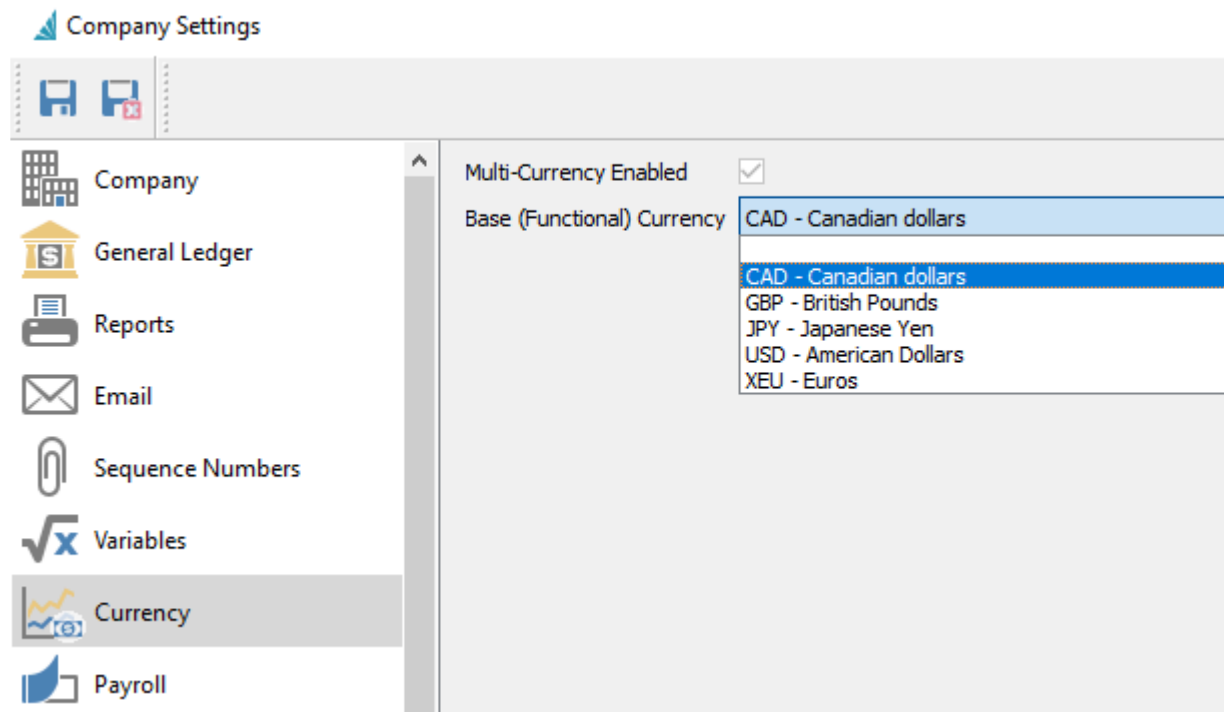 Company Settings
Company
General Ledger
Reports
Email
Sequence Numbers
Variables
Currency
Payroll
Multi-Currency Enabled
Base (Functional) Currency
CAD - Canadian dollars
CAD - Canadian dollars
GBP - British Pounds
JPY - Japanese Yen
USD - American Dollars
XEU - Euros